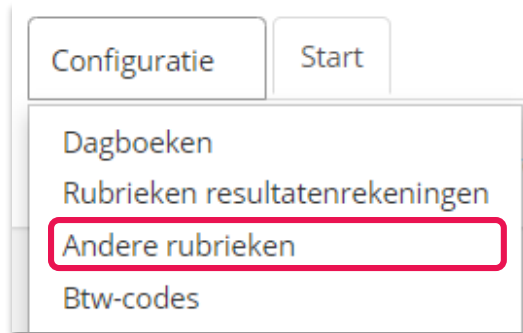 Configuratie
Start
Dagboeken
Rubrieken resultatenrekeningen
Andere rubrieken
Btw-codes